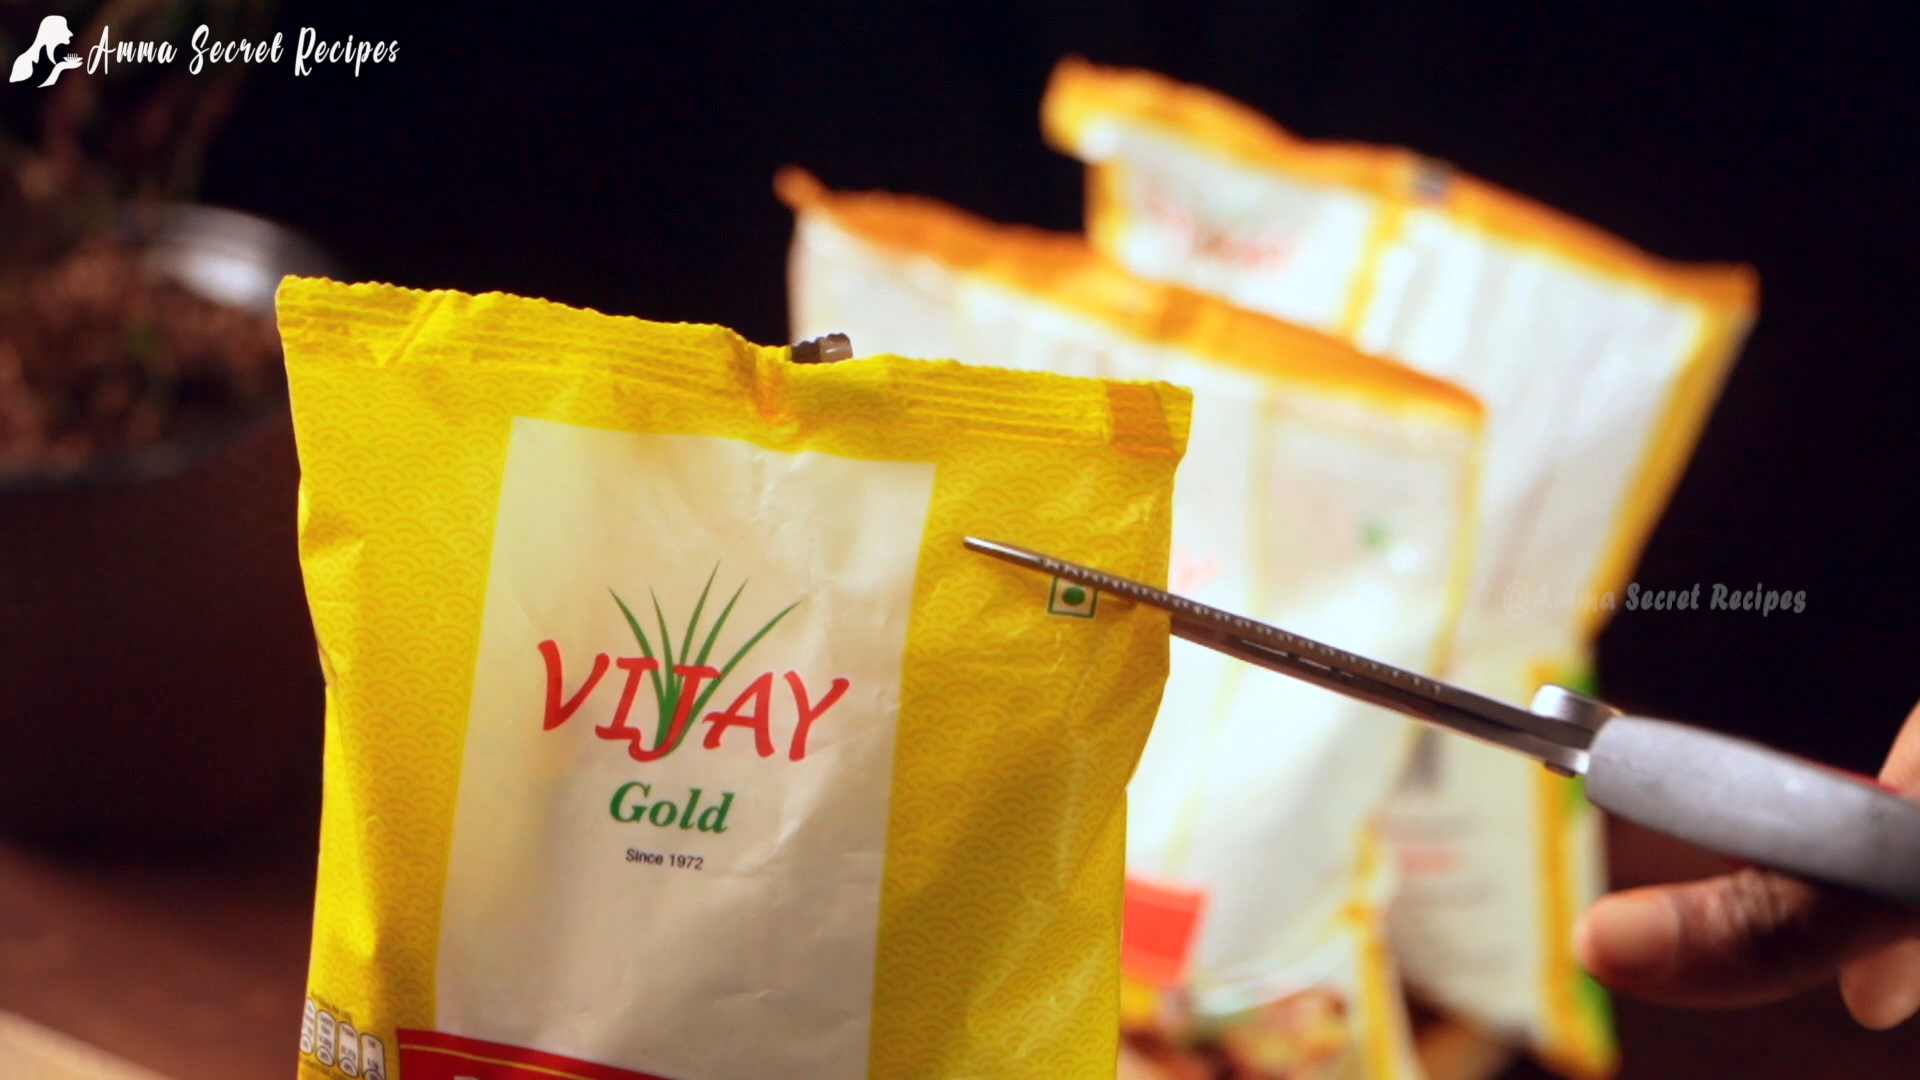 Amma Secret Recipes
VIJAY
Gold
Since 1972
@Amma Secret Recipes